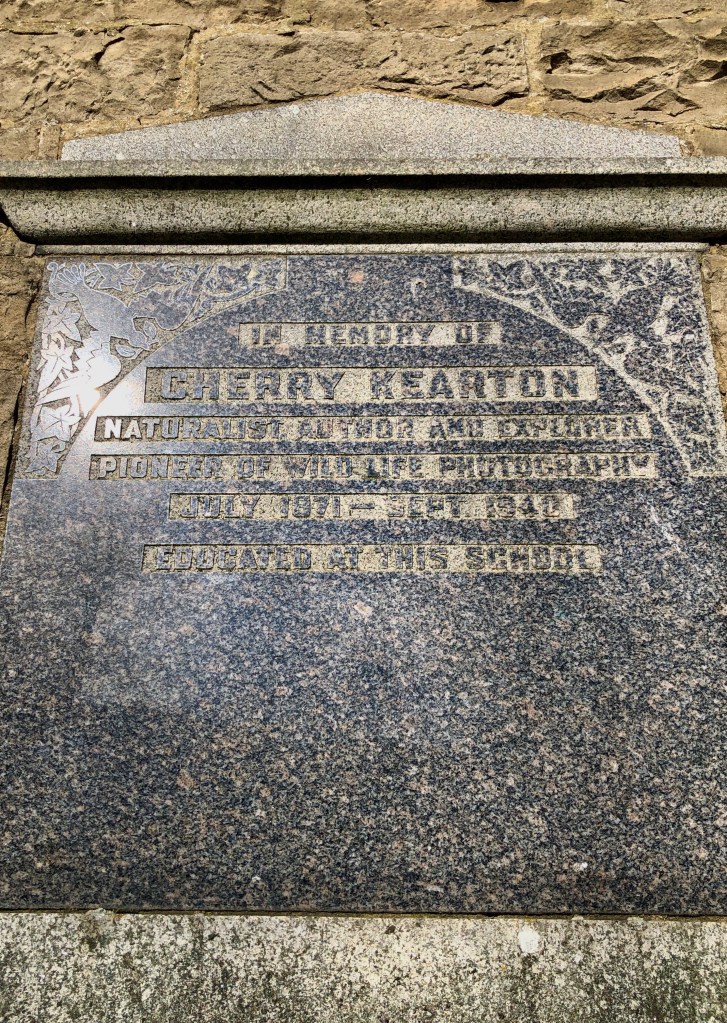 IN MEMORY OF
CHERRY KEARTON
NATURALIST AUTHOR AND EXPLORER
PIONEER OF WILD LIFE PHOTOGRAPHY
JULY 1871 — SEPT. 1940
EDUCATED AT THIS SCHOOL